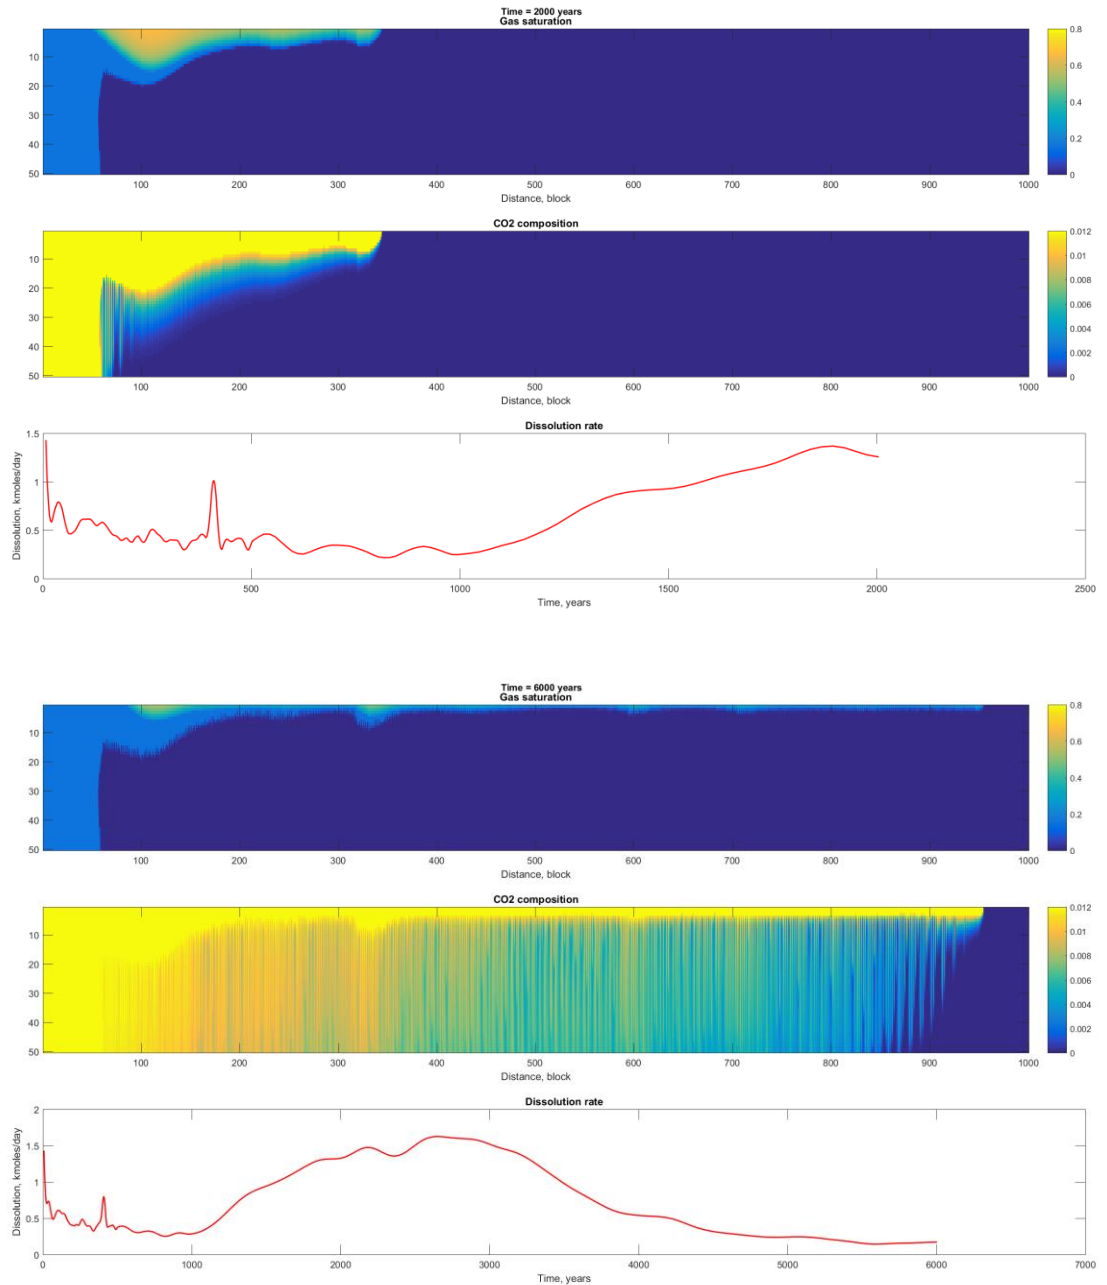 Time = 2000 years
Gas saturation
0.8
0.6
0.4
0.2
0
10
20
30
40
50
100 200 300 400 500 600 700 800 900 1000
Distance, block
CO2 composition
0.012
0.01
0.008
0.006
0.004
0.002
0
10
20
30
40
50
100 200 300 400 500 600 700 800 900 1000
Distance, block
Dissolution rate
Dissolution, kmoles/day
1.5
1
0.5
0
0 500 1000 1500 2000 2500
Time, years
Time = 6000 years
Gas saturation
0.8
0.6
0.4
0.2
0
10
20
30
40
50
100 200 300 400 500 600 700 800 900 1000
Distance, block
CO2 composition
0.012
0.01
0.008
0.006
0.004
0.002
0
10
20
30
40
50
100 200 300 400 500 600 700 800 900 1000
Distance, block
Dissolution rate
Dissolution, kmoles/day
2
1.5
1
0.5
0
0 1000 2000 3000 4000 5000 6000 7000
Time, years